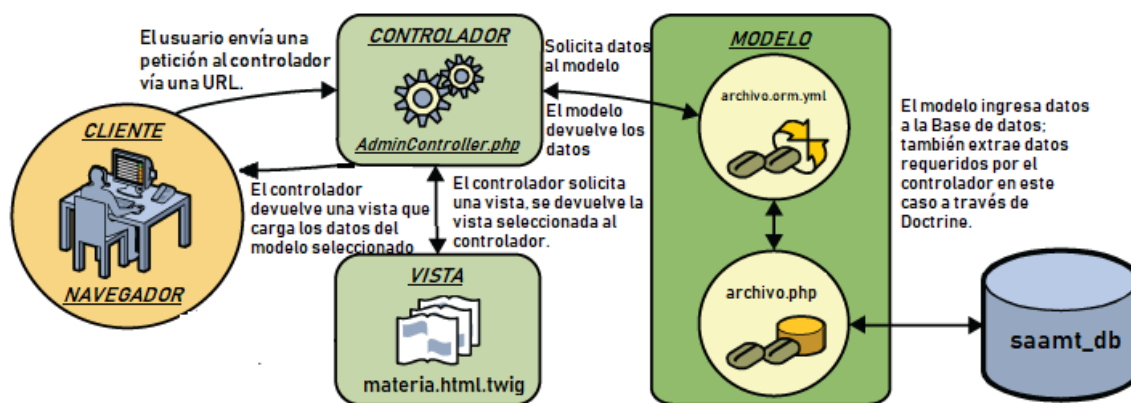 El usuario envía una
petición al controlador
vía una URL.
CLIENTE
NAVEGADOR
CONTROLADOR
AdminController.php
El controlador
devuelve una vista que
carga los datos del
modelo seleccionado
El controlador solicita
una vista, se devuelve la
vista seleccionada al
controlador.
VISTA
materia.html.twig
Solicita datos
al modelo
El modelo
devuelve los
datos
MODELO
archivo.orm.yml
archivo.php
El modelo ingresa datos
a la Base de datos;
también extrae datos
requeridos por el
controlador en este
caso a través de
Doctrine.
saamt_db